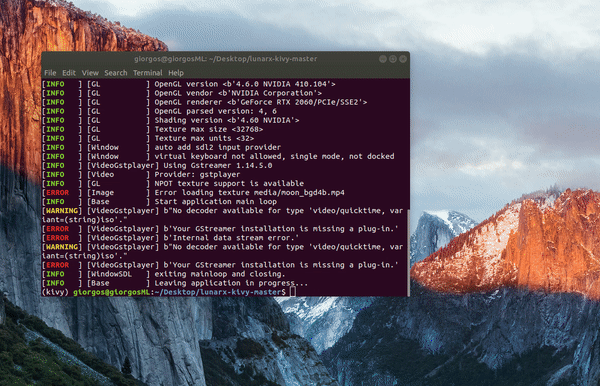 giorgos@giorgosML: ~/Desktop/lunarx-kivy-master
File Edit View Search Terminal Help
[INFO   ] [GL          ] OpenGL version <b'4.6.0 NVIDIA 410.104'>
[INFO   ] [GL          ] OpenGL vendor <b'NVIDIA Corporation'>
[INFO   ] [GL          ] OpenGL renderer <b'GeForce RTX 2060/PCIe/SSE2'>
[INFO   ] [GL          ] OpenGL parsed version: 4, 6
[INFO   ] [GL          ] Shading version <b'4.60 NVIDIA'>
[INFO   ] [GL          ] Texture max size <32768>
[INFO   ] [GL          ] Texture max units <32>
[INFO   ] [Window      ] auto add sdl2 input provider
[INFO   ] [Window      ] virtual keyboard not allowed, single mode, not docked
[INFO   ] [VideoGstplayer] Using Gstreamer 1.14.5.0
[INFO   ] [Video       ] Provider: gstplayer
[INFO   ] [GL          ] NPOT texture support is available
[ERROR  ] [Image       ] Error loading texture media/moon_bgd4b.mp4
[INFO   ] [Base        ] Start application main loop
[WARNING] [VideoGstplayer] b"No decoder available for type 'video/quicktime, var
iant=(string)iso'."
[ERROR  ] [VideoGstplayer] b'Your GStreamer installation is missing a plug-in.'
[ERROR  ] [VideoGstplayer] b'Internal data stream error.'
[WARNING] [VideoGstplayer] b"No decoder available for type 'video/quicktime, var
iant=(string)iso'."
[ERROR  ] [VideoGstplayer] b'Your GStreamer installation is missing a plug-in.'
[INFO   ] [WindowSDL   ] exiting mainloop and closing.
[INFO   ] [Base        ] Leaving application in progress...
(kivy) giorgos@giorgosML:~/Desktop/lunarx-kivy-master$